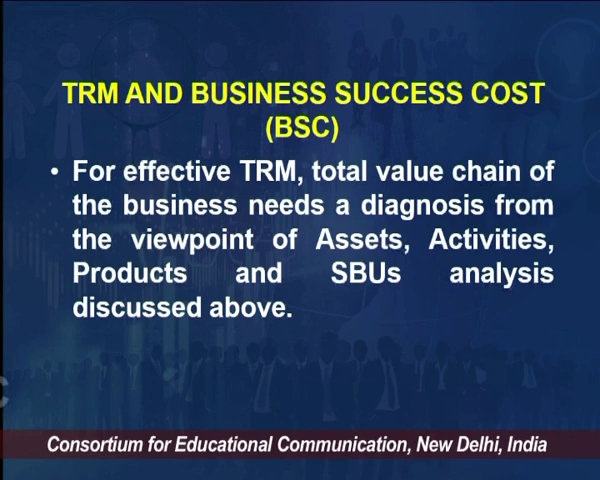 TRM AND BUSINESS SUCCESS COST
(BSC)
• For effective TRM, total value chain of
the business needs a diagnosis from
the viewpoint of Assets, Activities,
Products and SBUs analysis
discussed above.
C
Consortium for Educational Communication, New Delhi, India